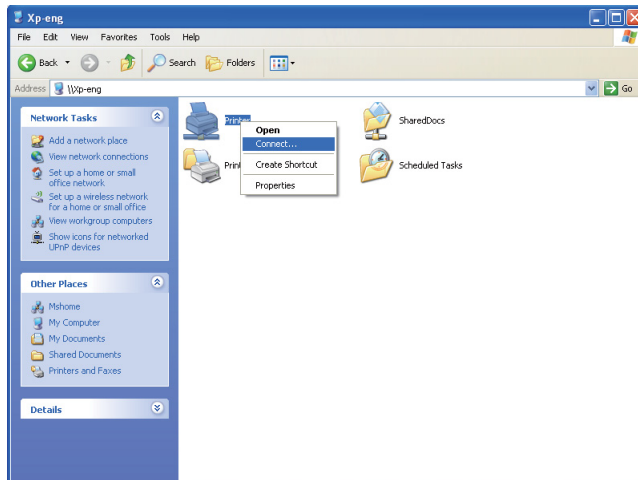 Xp-eng
File Edit View Favorites Tools Help
Back Search Folders
Address \\Xp-eng Go
Network Tasks
Add a network place
View network connections
Set up a home or small
office network
Set up a wireless network
for a home or small office
View workgroup computers
Show icons for networked
UPnP devices
Other Places
Mshome
My Computer
My Documents
Shared Documents
Printers and Faxes
Details
Printer
Open
Connect...
Create Shortcut
Properties
Print
SharedDocs
Scheduled Tasks